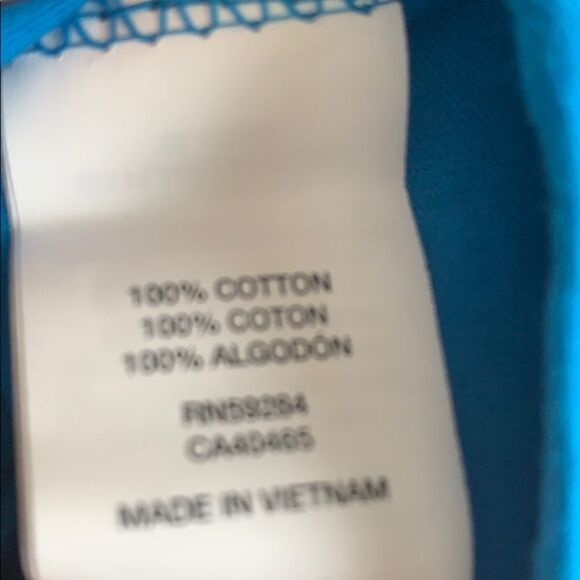 100% COTTON
100% COTON
100% ALGODÓN
RN59284
CA40465
MADE IN VIETNAM